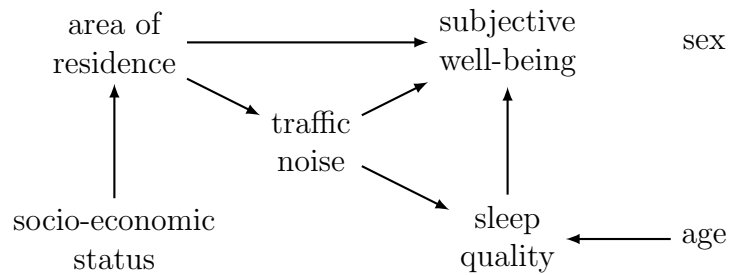 area of
residence
subjective
well-being
sex
traffic
noise
socio-economic
status
sleep
quality
age